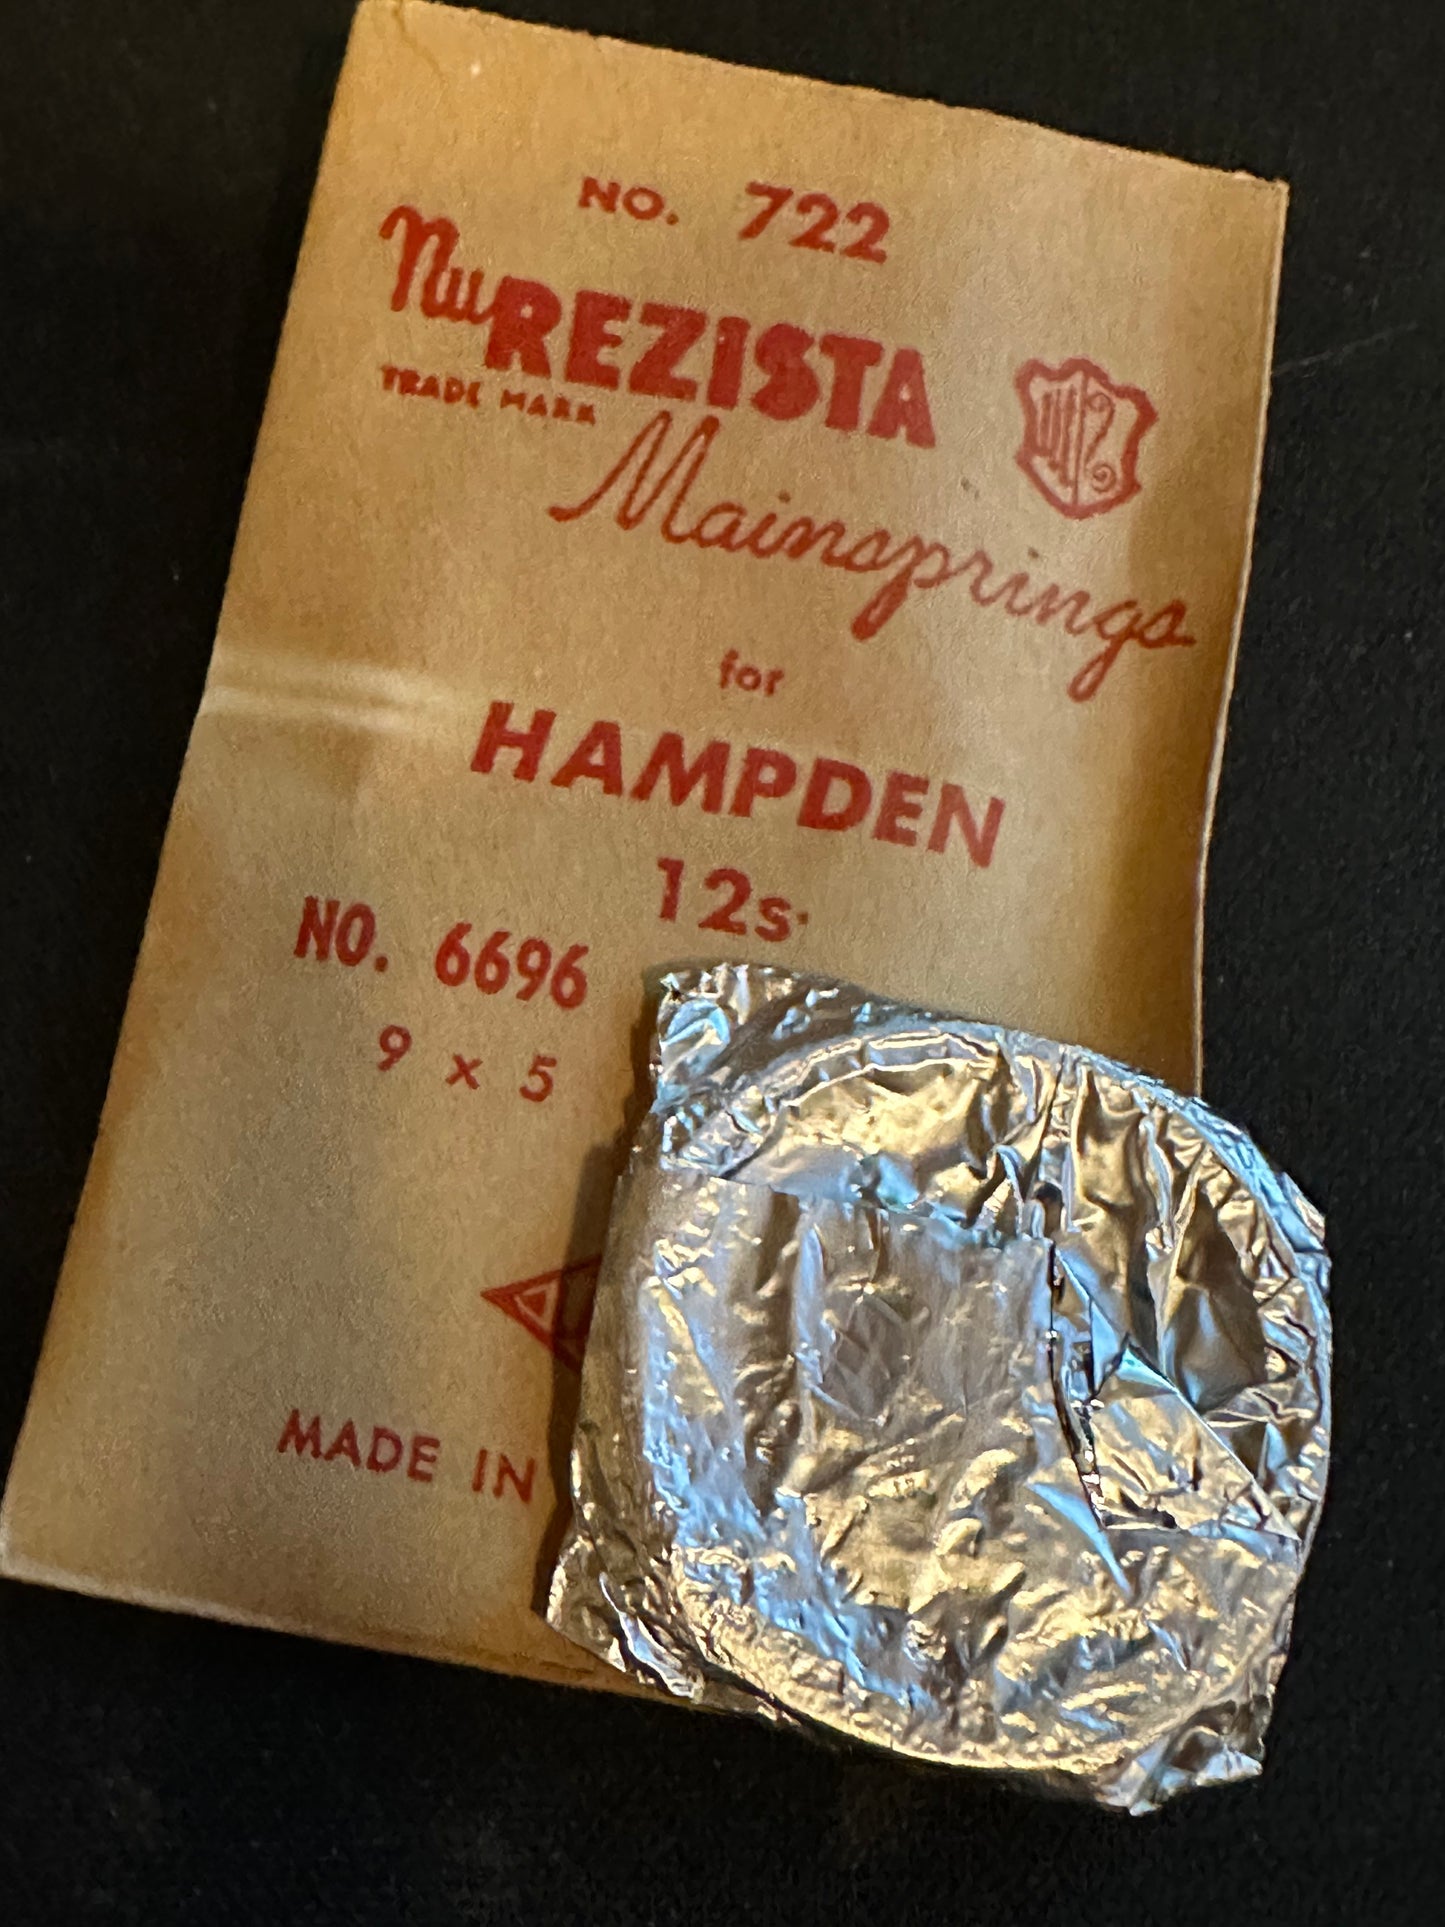 NO. 722
NuREZISTA
TRADE MARK
Mainsprings
for
HAMPDEN
12s.
NO. 6696
9 x 5
MADE IN